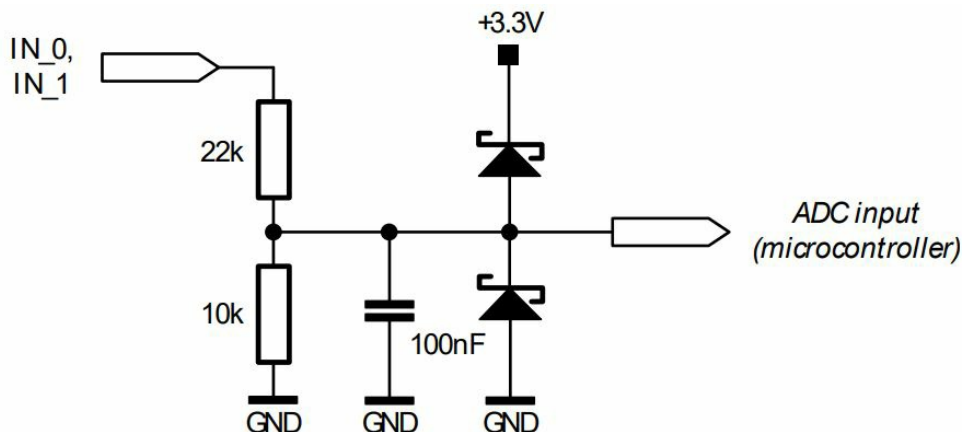 +3.3V
IN_0,
IN_1
22k
ADC input
(microcontroller)
10k
100nF
GND
GND
GND